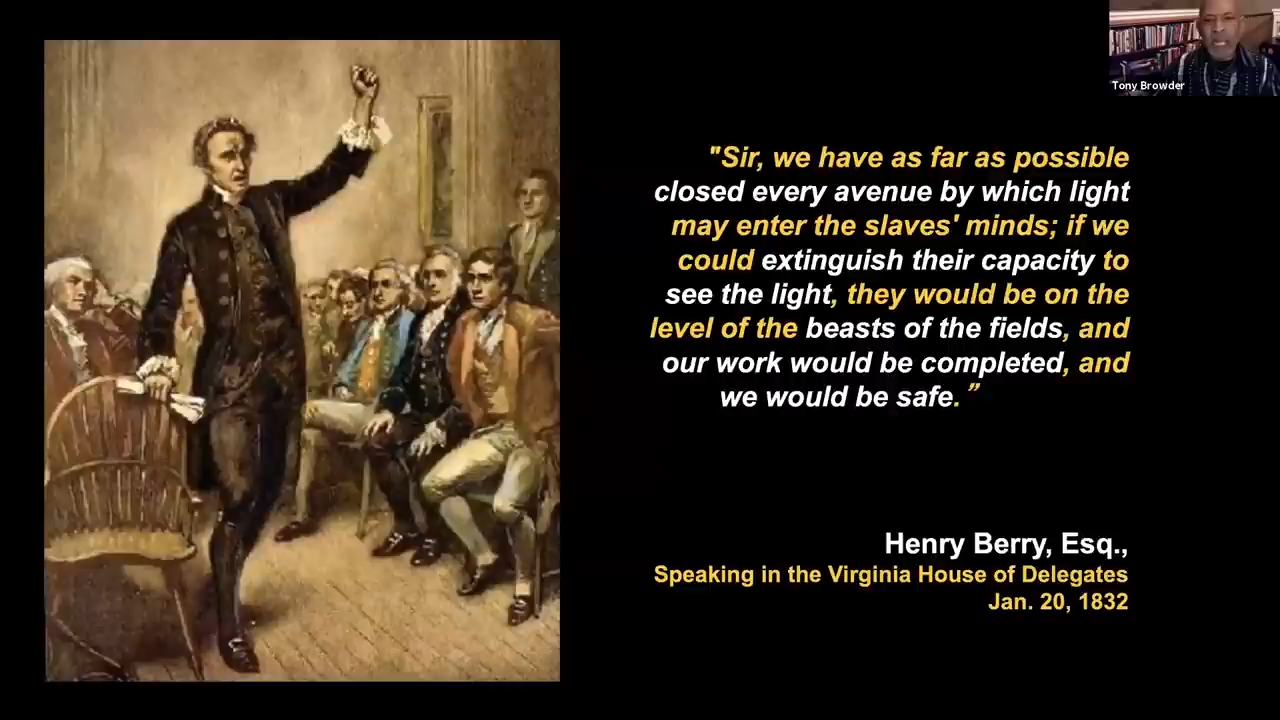 Tony Browder
"Sir, we have as far as possible
closed every avenue by which light
may enter the slaves' minds; if we
could extinguish their capacity to
see the light, they would be on the
level of the beasts of the fields, and
our work would be completed, and
we would be safe.”
Henry Berry, Esq.,
Speaking in the Virginia House of Delegates
Jan. 20, 1832